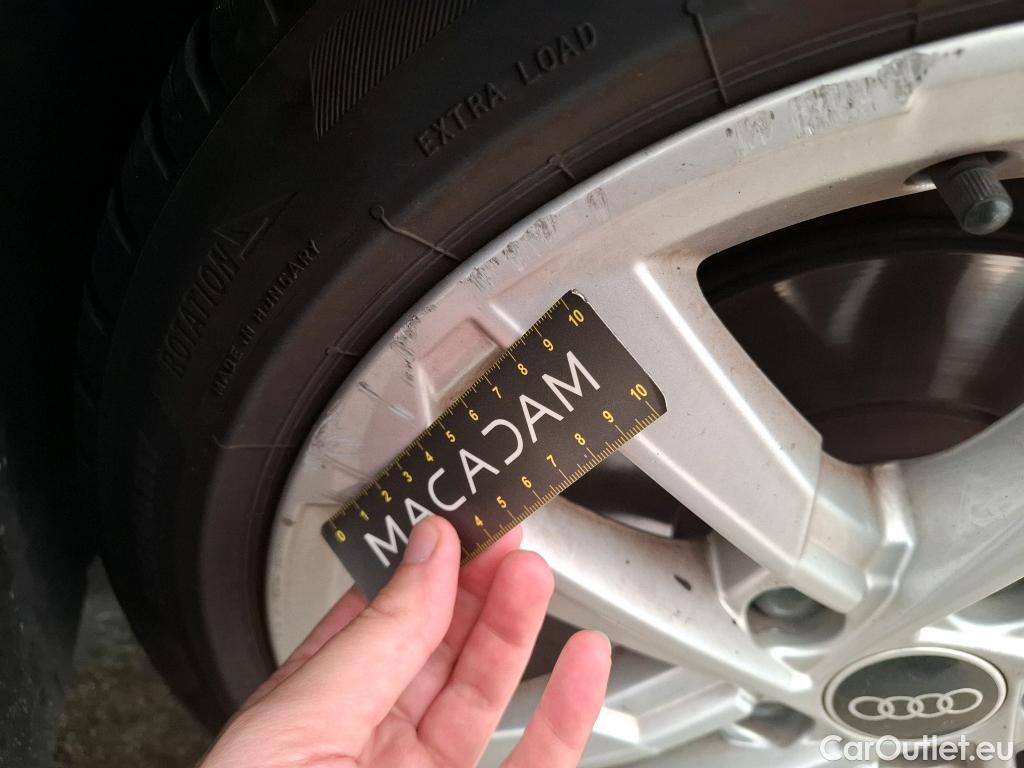 EXTRA LOAD
ROTATION
MADE IN HUNGARY
0 1 2 3 4 5 6 7 8 9 10
MACADAM
4 5 6 7 8 9 10
CarOutlet.eu